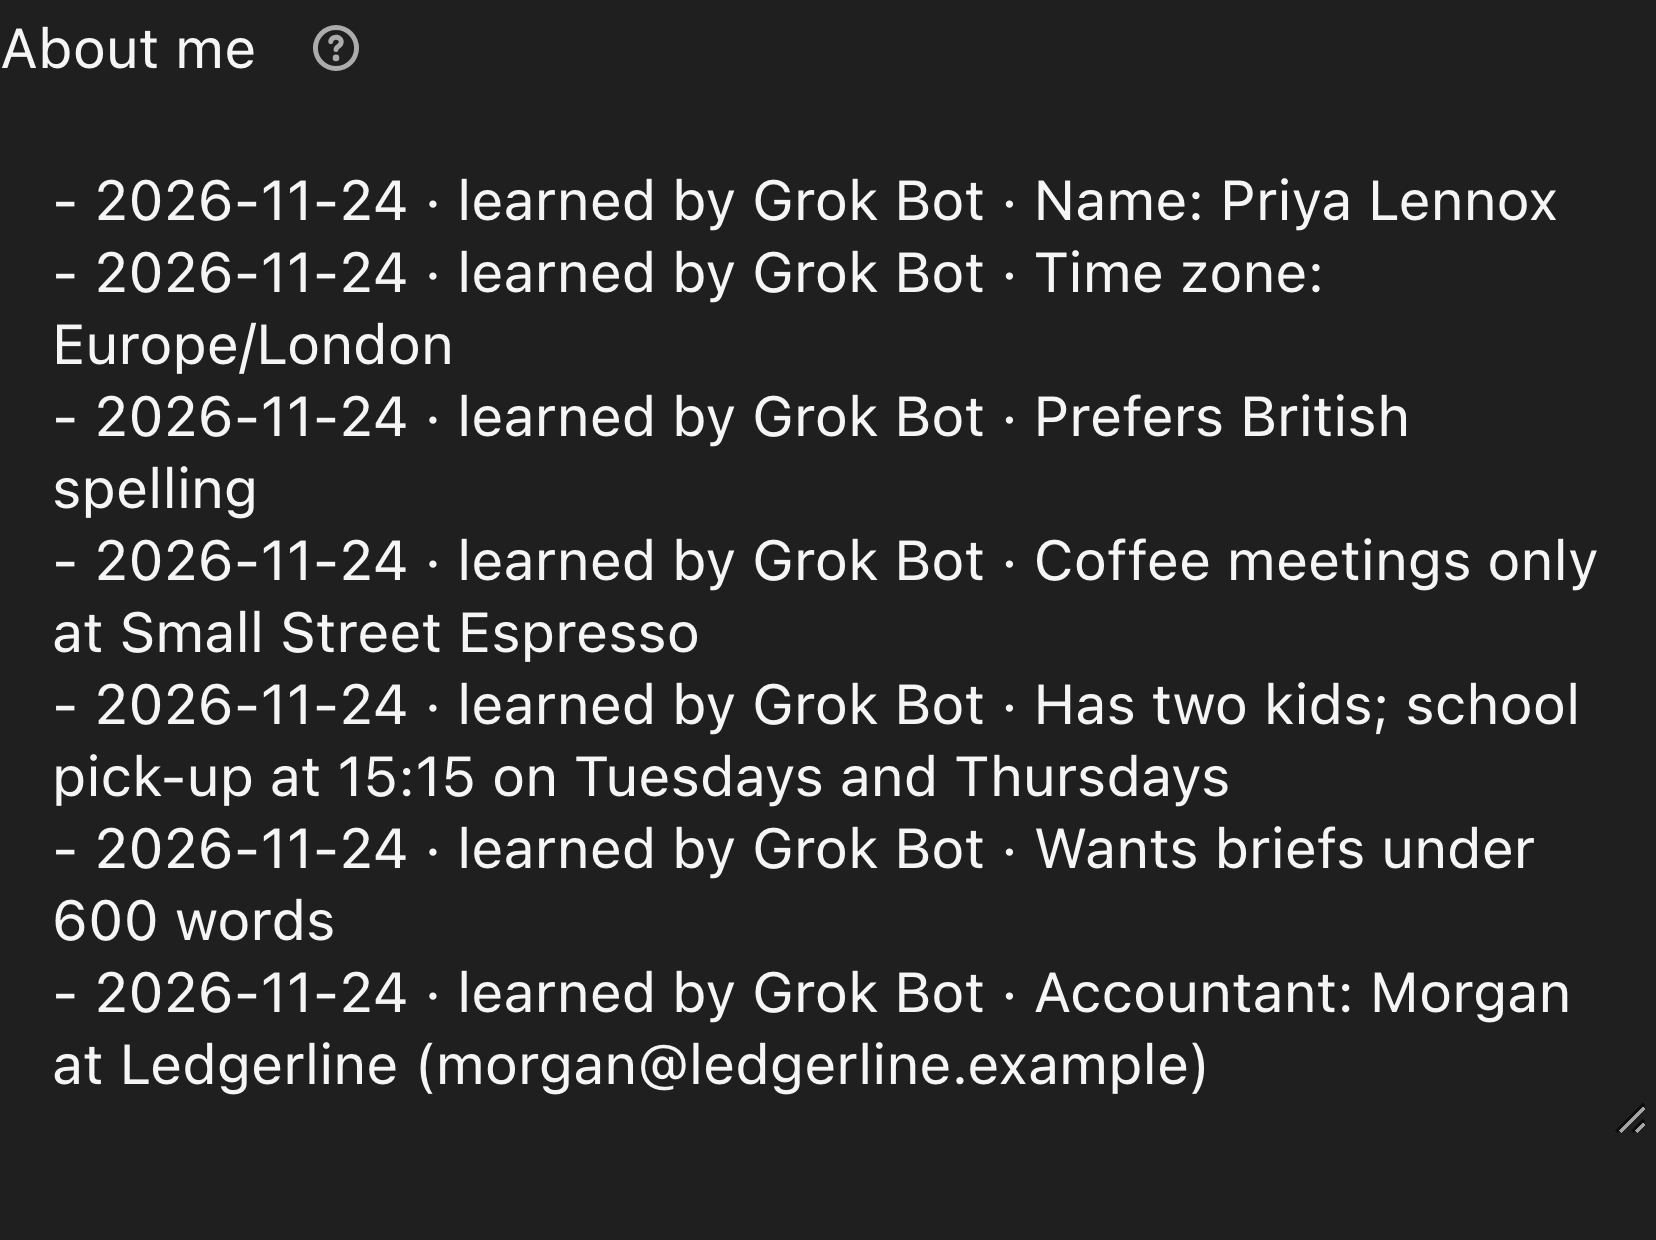 About me
- 2026-11-24 · learned by Grok Bot · Name: Priya Lennox
- 2026-11-24 · learned by Grok Bot · Time zone:
Europe/London
- 2026-11-24 · learned by Grok Bot · Prefers British
spelling
- 2026-11-24 · learned by Grok Bot · Coffee meetings only
at Small Street Espresso
- 2026-11-24 · learned by Grok Bot · Has two kids; school
pick-up at 15:15 on Tuesdays and Thursdays
- 2026-11-24 · learned by Grok Bot · Wants briefs under
600 words
- 2026-11-24 · learned by Grok Bot · Accountant: Morgan
at Ledgerline (morgan@ledgerline.example)